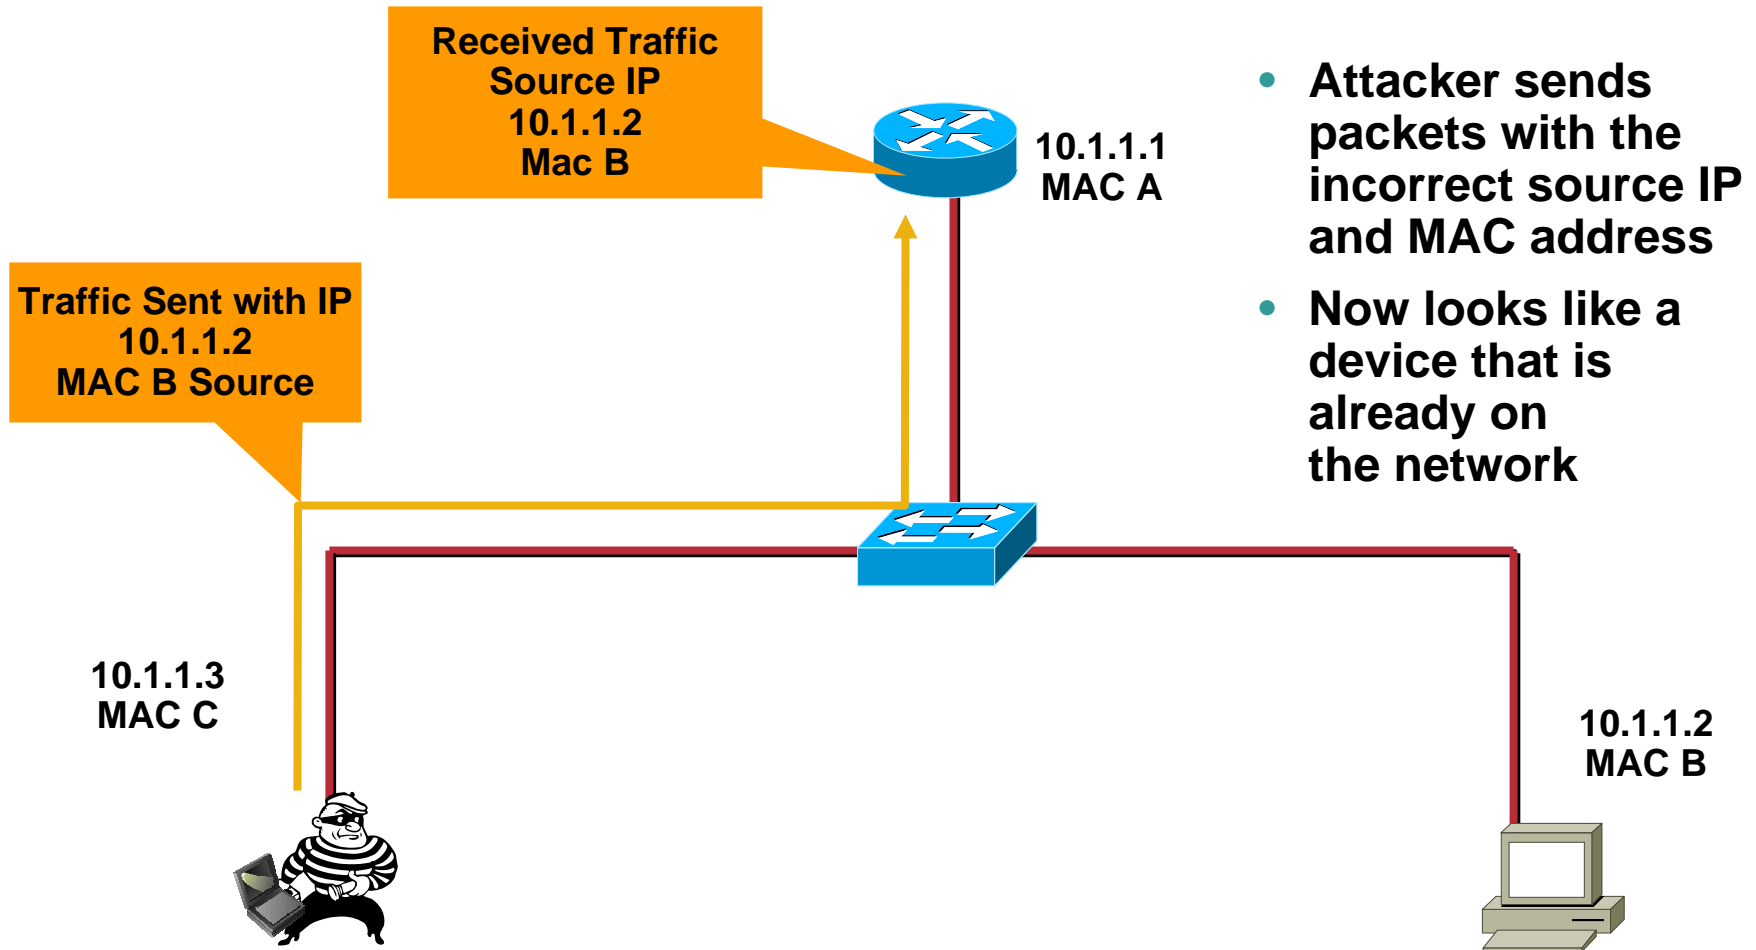 Received Traffic
Source IP
10.1.1.2
Mac B
10.1.1.1
MAC A
• Attacker sends
packets with the
incorrect source IP
and MAC address
• Now looks like a
device that is
already on
the network
Traffic Sent with IP
10.1.1.2
MAC B Source
10.1.1.3
MAC C
10.1.1.2
MAC B